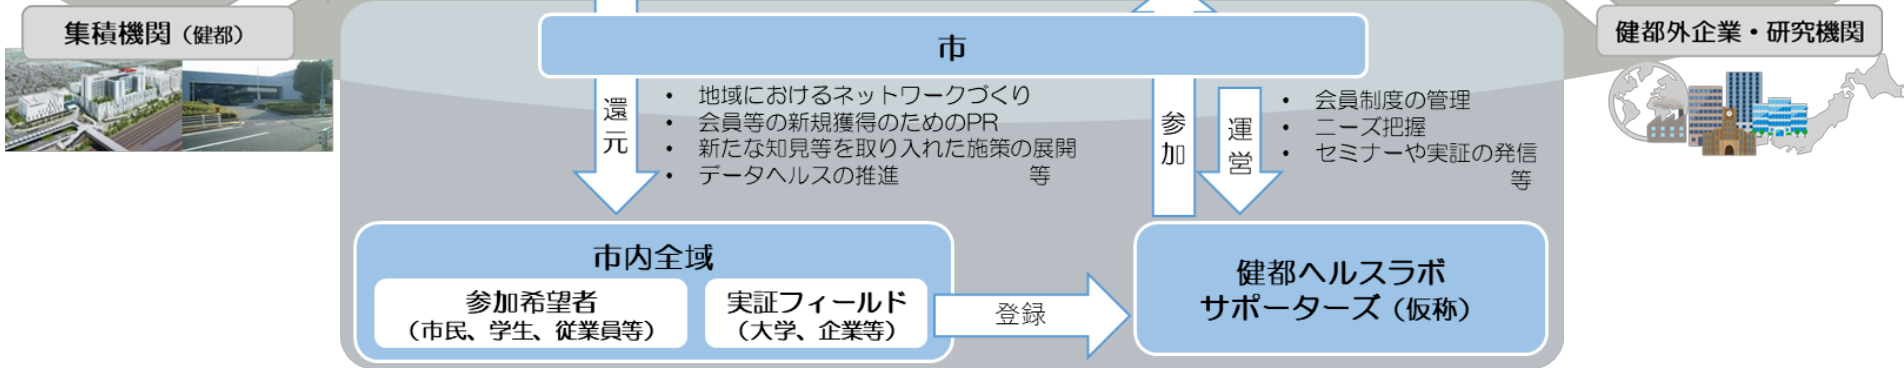 集積機関（健都）
市
健都外企業・研究機関
還元
・ 地域におけるネットワークづくり
・ 会員等の新規獲得のためのPR
・ 新たな知見等を取り入れた施策の展開
・ データヘルスの推進 等
参加
運営
・ 会員制度の管理
・ ニーズ把握
・ セミナーや実証の発信
等
市内全域
参加希望者
（市民、学生、従業員等）
実証フィールド
（大学、企業等）
登録
健都ヘルスラボ
サポーターズ（仮称）